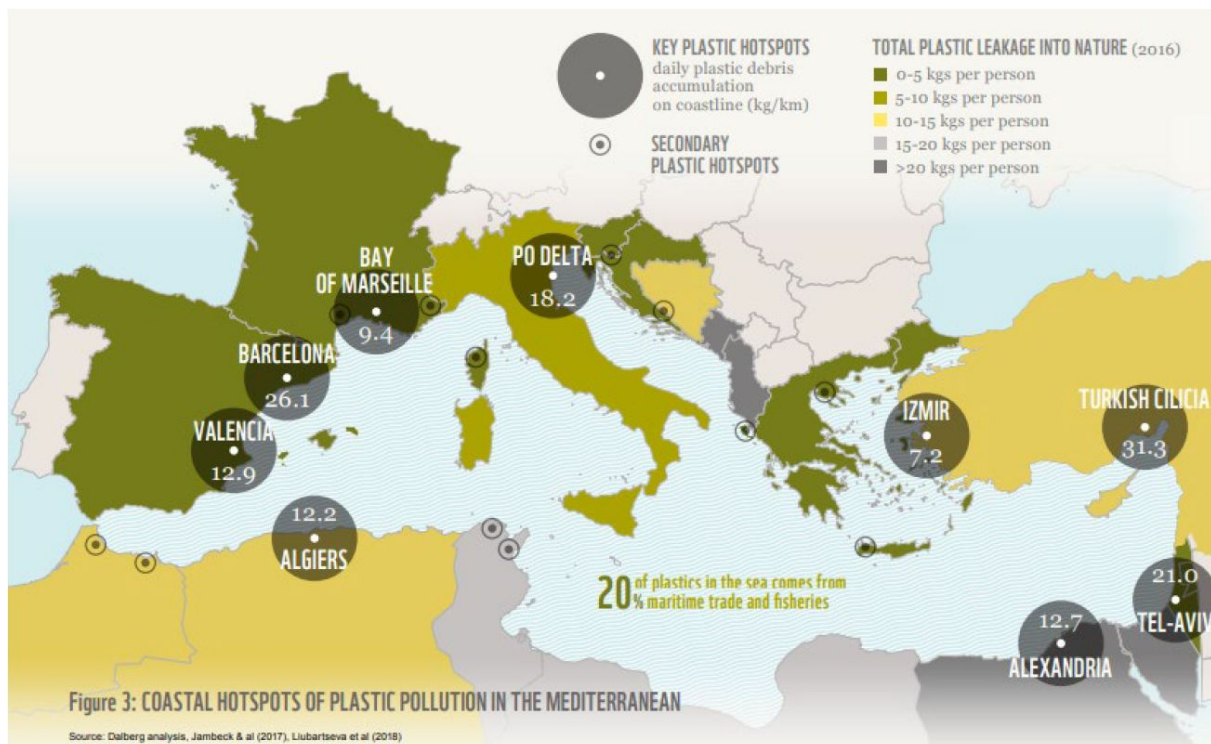 KEY PLASTIC HOTSPOTS
daily plastic debris
accumulation
on coastline (kg/km)
SECONDARY
PLASTIC HOTSPOTS
TOTAL PLASTIC LEAKAGE INTO NATURE (2016)
0-5 kgs per person
5-10 kgs per person
10-15 kgs per person
15-20 kgs per person
>20 kgs per person
BAY
OF MARSEILLE
9.4
PO DELTA
18.2
BARCELONA
26.1
VALENCIA
12.9
IZMIR
7.2
TURKISH CILICIA
31.3
12.2
ALGIERS
20% of plastics in the sea comes from
maritime trade and fisheries
21.0
TEL-AVIV
12.7
ALEXANDRIA
Figure 3: COASTAL HOTSPOTS OF PLASTIC POLLUTION IN THE MEDITERRANEAN
Source: Dalberg analysis, Jambeck & al (2017), Liubartseva et al (2018)